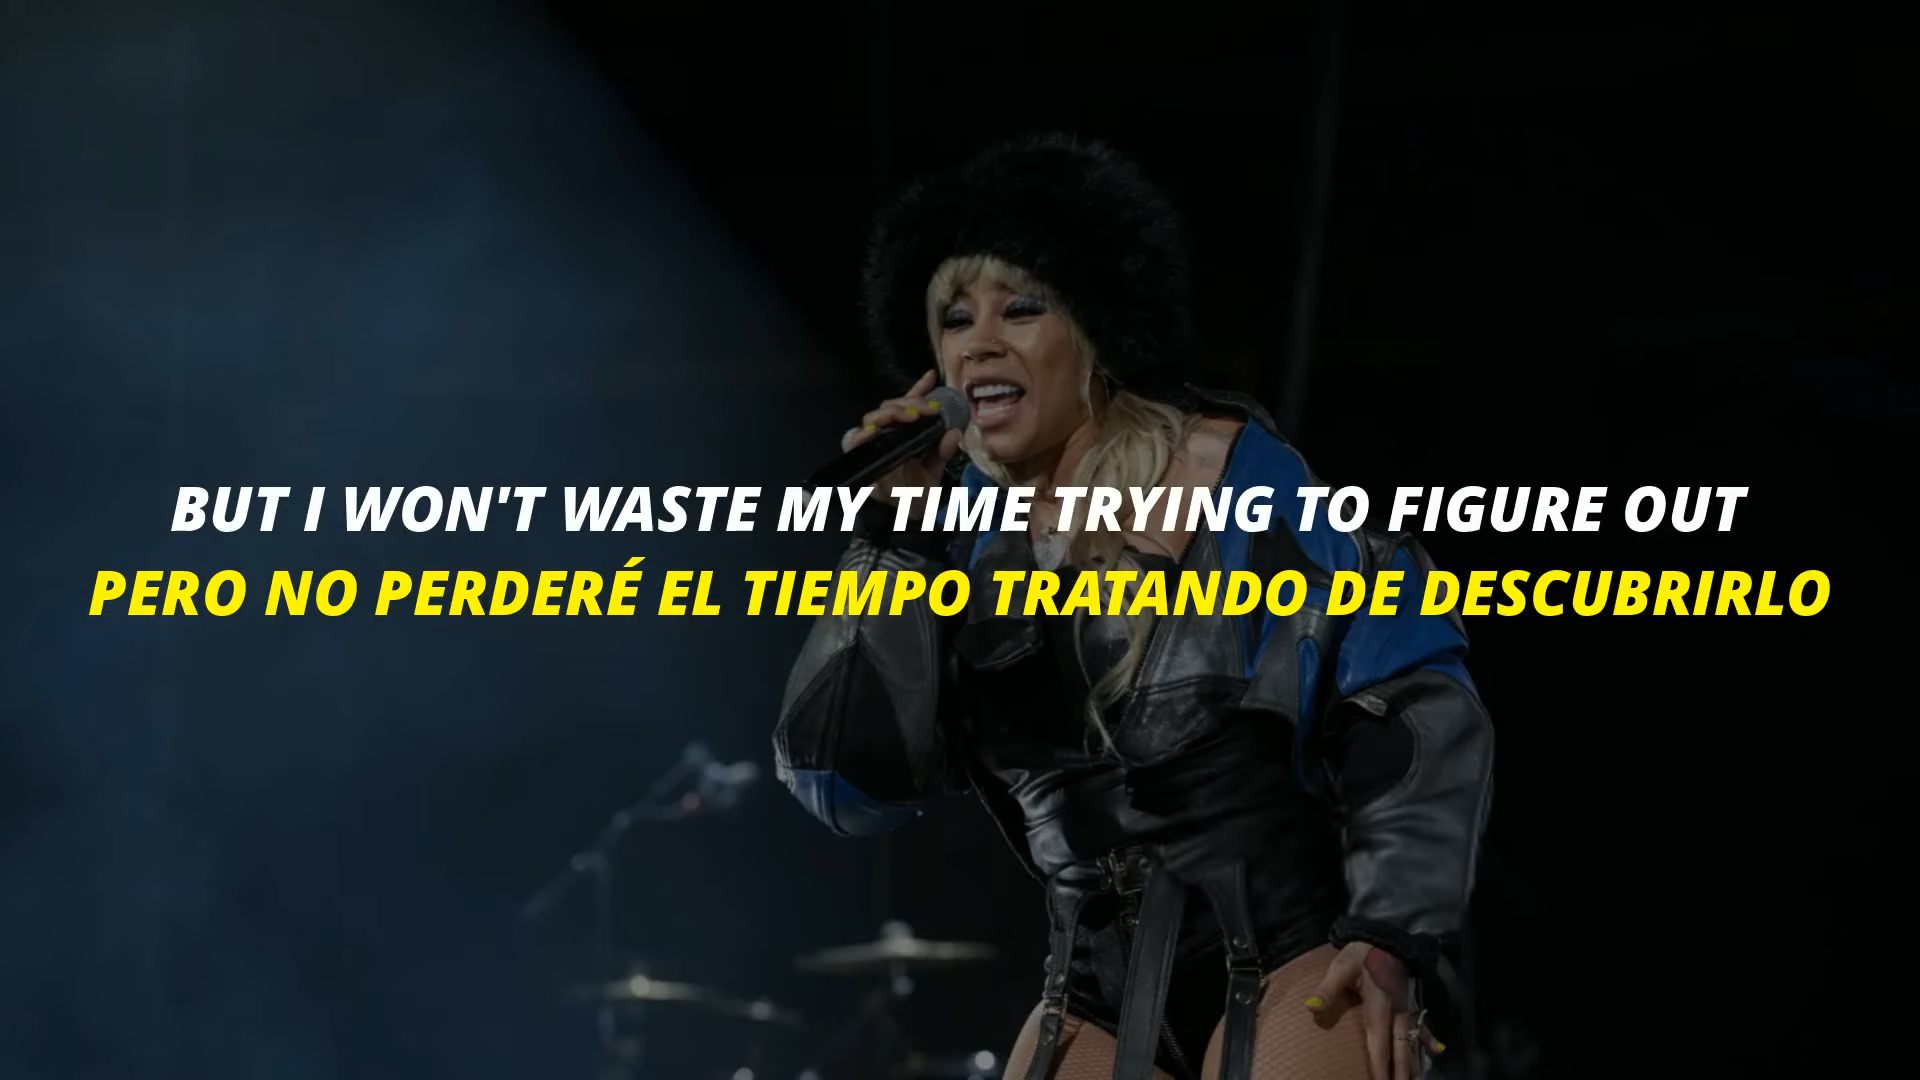 BUT I WON'T WASTE MY TIME TRYING TO FIGURE OUT
PERO NO PERDERÉ EL TIEMPO TRATANDO DE DESCUBRIRLO